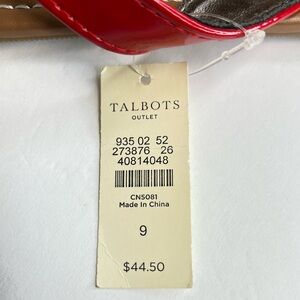 TALBOTS
OUTLET
935 02 52
273876 26
40814048
CN5081
Made In China
9
$44.50